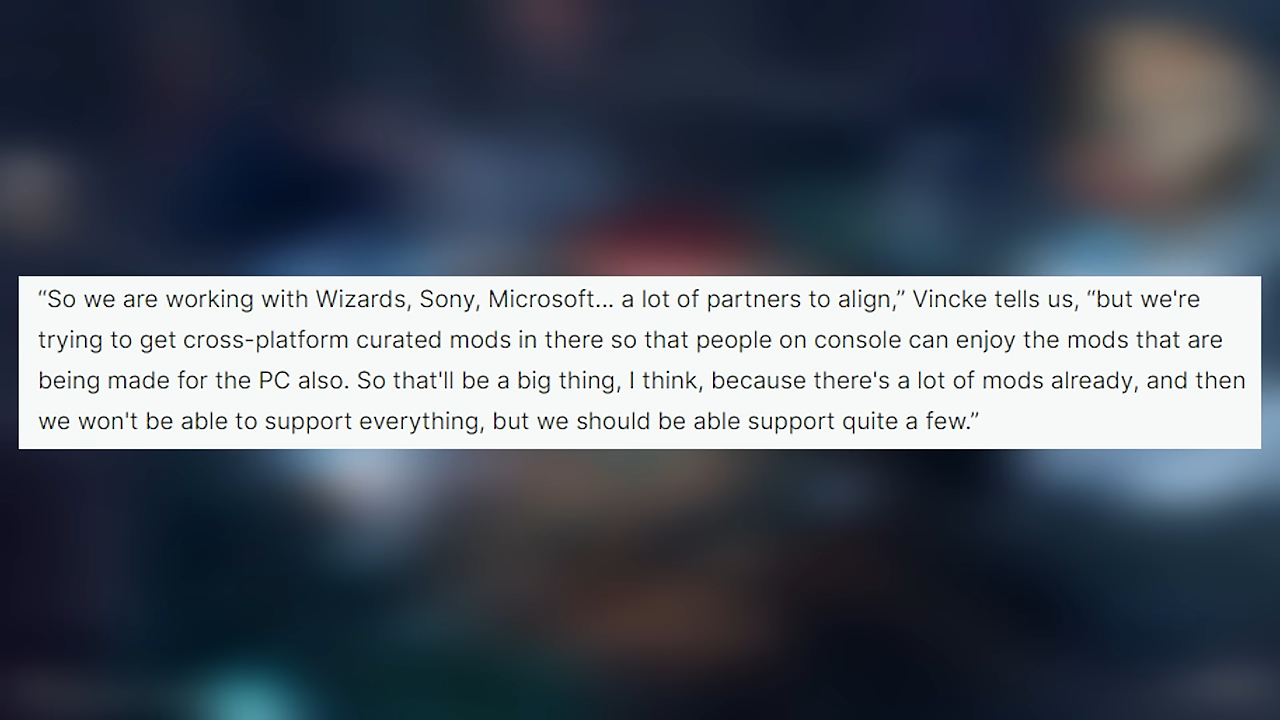 “So we are working with Wizards, Sony, Microsoft... a lot of partners to align,” Vincke tells us, “but we're
trying to get cross-platform curated mods in there so that people on console can enjoy the mods that are
being made for the PC also. So that'll be a big thing, I think, because there's a lot of mods already, and then
we won't be able to support everything, but we should be able support quite a few.”